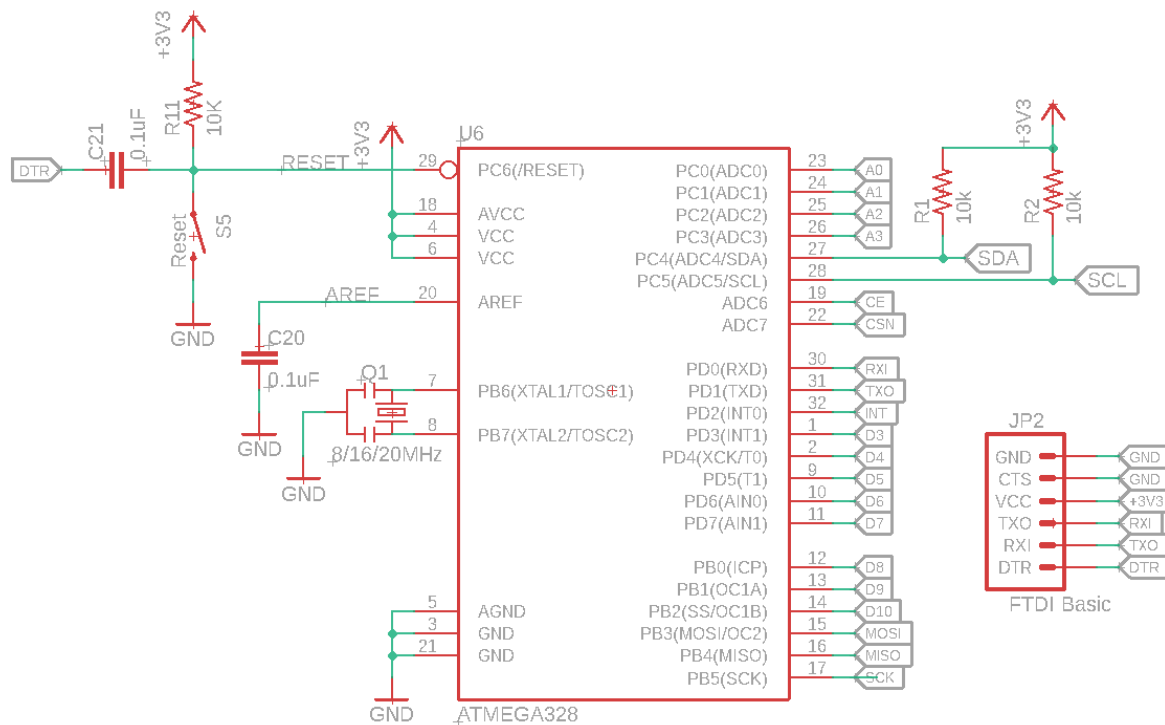 +3V3
R11
10K
C21
0.1uF
DTR
RESET
Reset
S5
GND
+3V3
U6
29
PC6(/RESET)
18
AVCC
4
VCC
6
VCC
AREF
20
AREF
C20
0.1uF
GND
Q1
7
PB6(XTAL1/TOSC1)
8
PB7(XTAL2/TOSC2)
8/16/20MHz
GND
5
AGND
3
GND
21
GND
GND
ATMEGA328
PC0(ADC0)
23
A0
PC1(ADC1)
24
A1
PC2(ADC2)
25
A2
PC3(ADC3)
26
A3
PC4(ADC4/SDA)
27
SDA
PC5(ADC5/SCL)
28
SCL
ADC6
19
CE
ADC7
22
CSN
PD0(RXD)
30
RXI
PD1(TXD)
31
TXO
PD2(INT0)
32
INT
PD3(INT1)
1
D3
PD4(XCK/T0)
2
D4
PD5(T1)
9
D5
PD6(AIN0)
10
D6
PD7(AIN1)
11
D7
PB0(ICP)
12
D8
PB1(OC1A)
13
D9
PB2(SS/OC1B)
14
D10
PB3(MOSI/OC2)
15
MOSI
PB4(MISO)
16
MISO
PB5(SCK)
17
SCK
+3V3
R1
10k
R2
10k
JP2
GND
GND
CTS
GND
VCC
+3V3
TXO
RXI
RXI
TXO
DTR
DTR
FTDI Basic